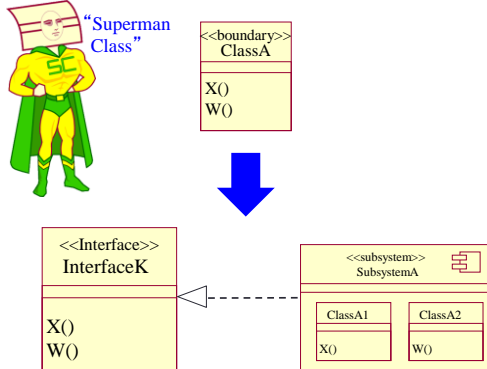 “Superman
Class”
SC
<<boundary>>
ClassA
X()
W()
<<Interface>>
InterfaceK
X()
W()
<<subsystem>>
SubsystemA
ClassA1
X()
ClassA2
W()